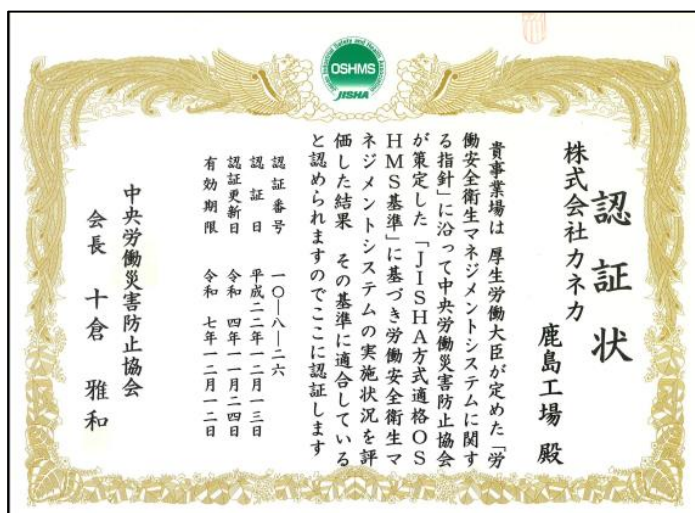 OSHMS
JISHA
認証状
株式会社カネカ
鹿島工場 殿
貴事業場は 厚生労働大臣が定めた「労
働安全衛生マネジメントシステムに関す
る指針」に沿って中央労働災害防止協会
が策定した「JISHA方式適格OS
HMS基準」に基づき労働安全衛生マ
ネジメントシステムの実施状況を評
価した結果 その基準に適合している
と認められますのでここに認証します
認証番号 一〇―八―二六
認証日 平成二二年一二月一三日
認証更新日 令和 四年一一月二四日
有効期限 令和 七年一二月一二日
中央労働災害防止協会
会長 十倉 雅和